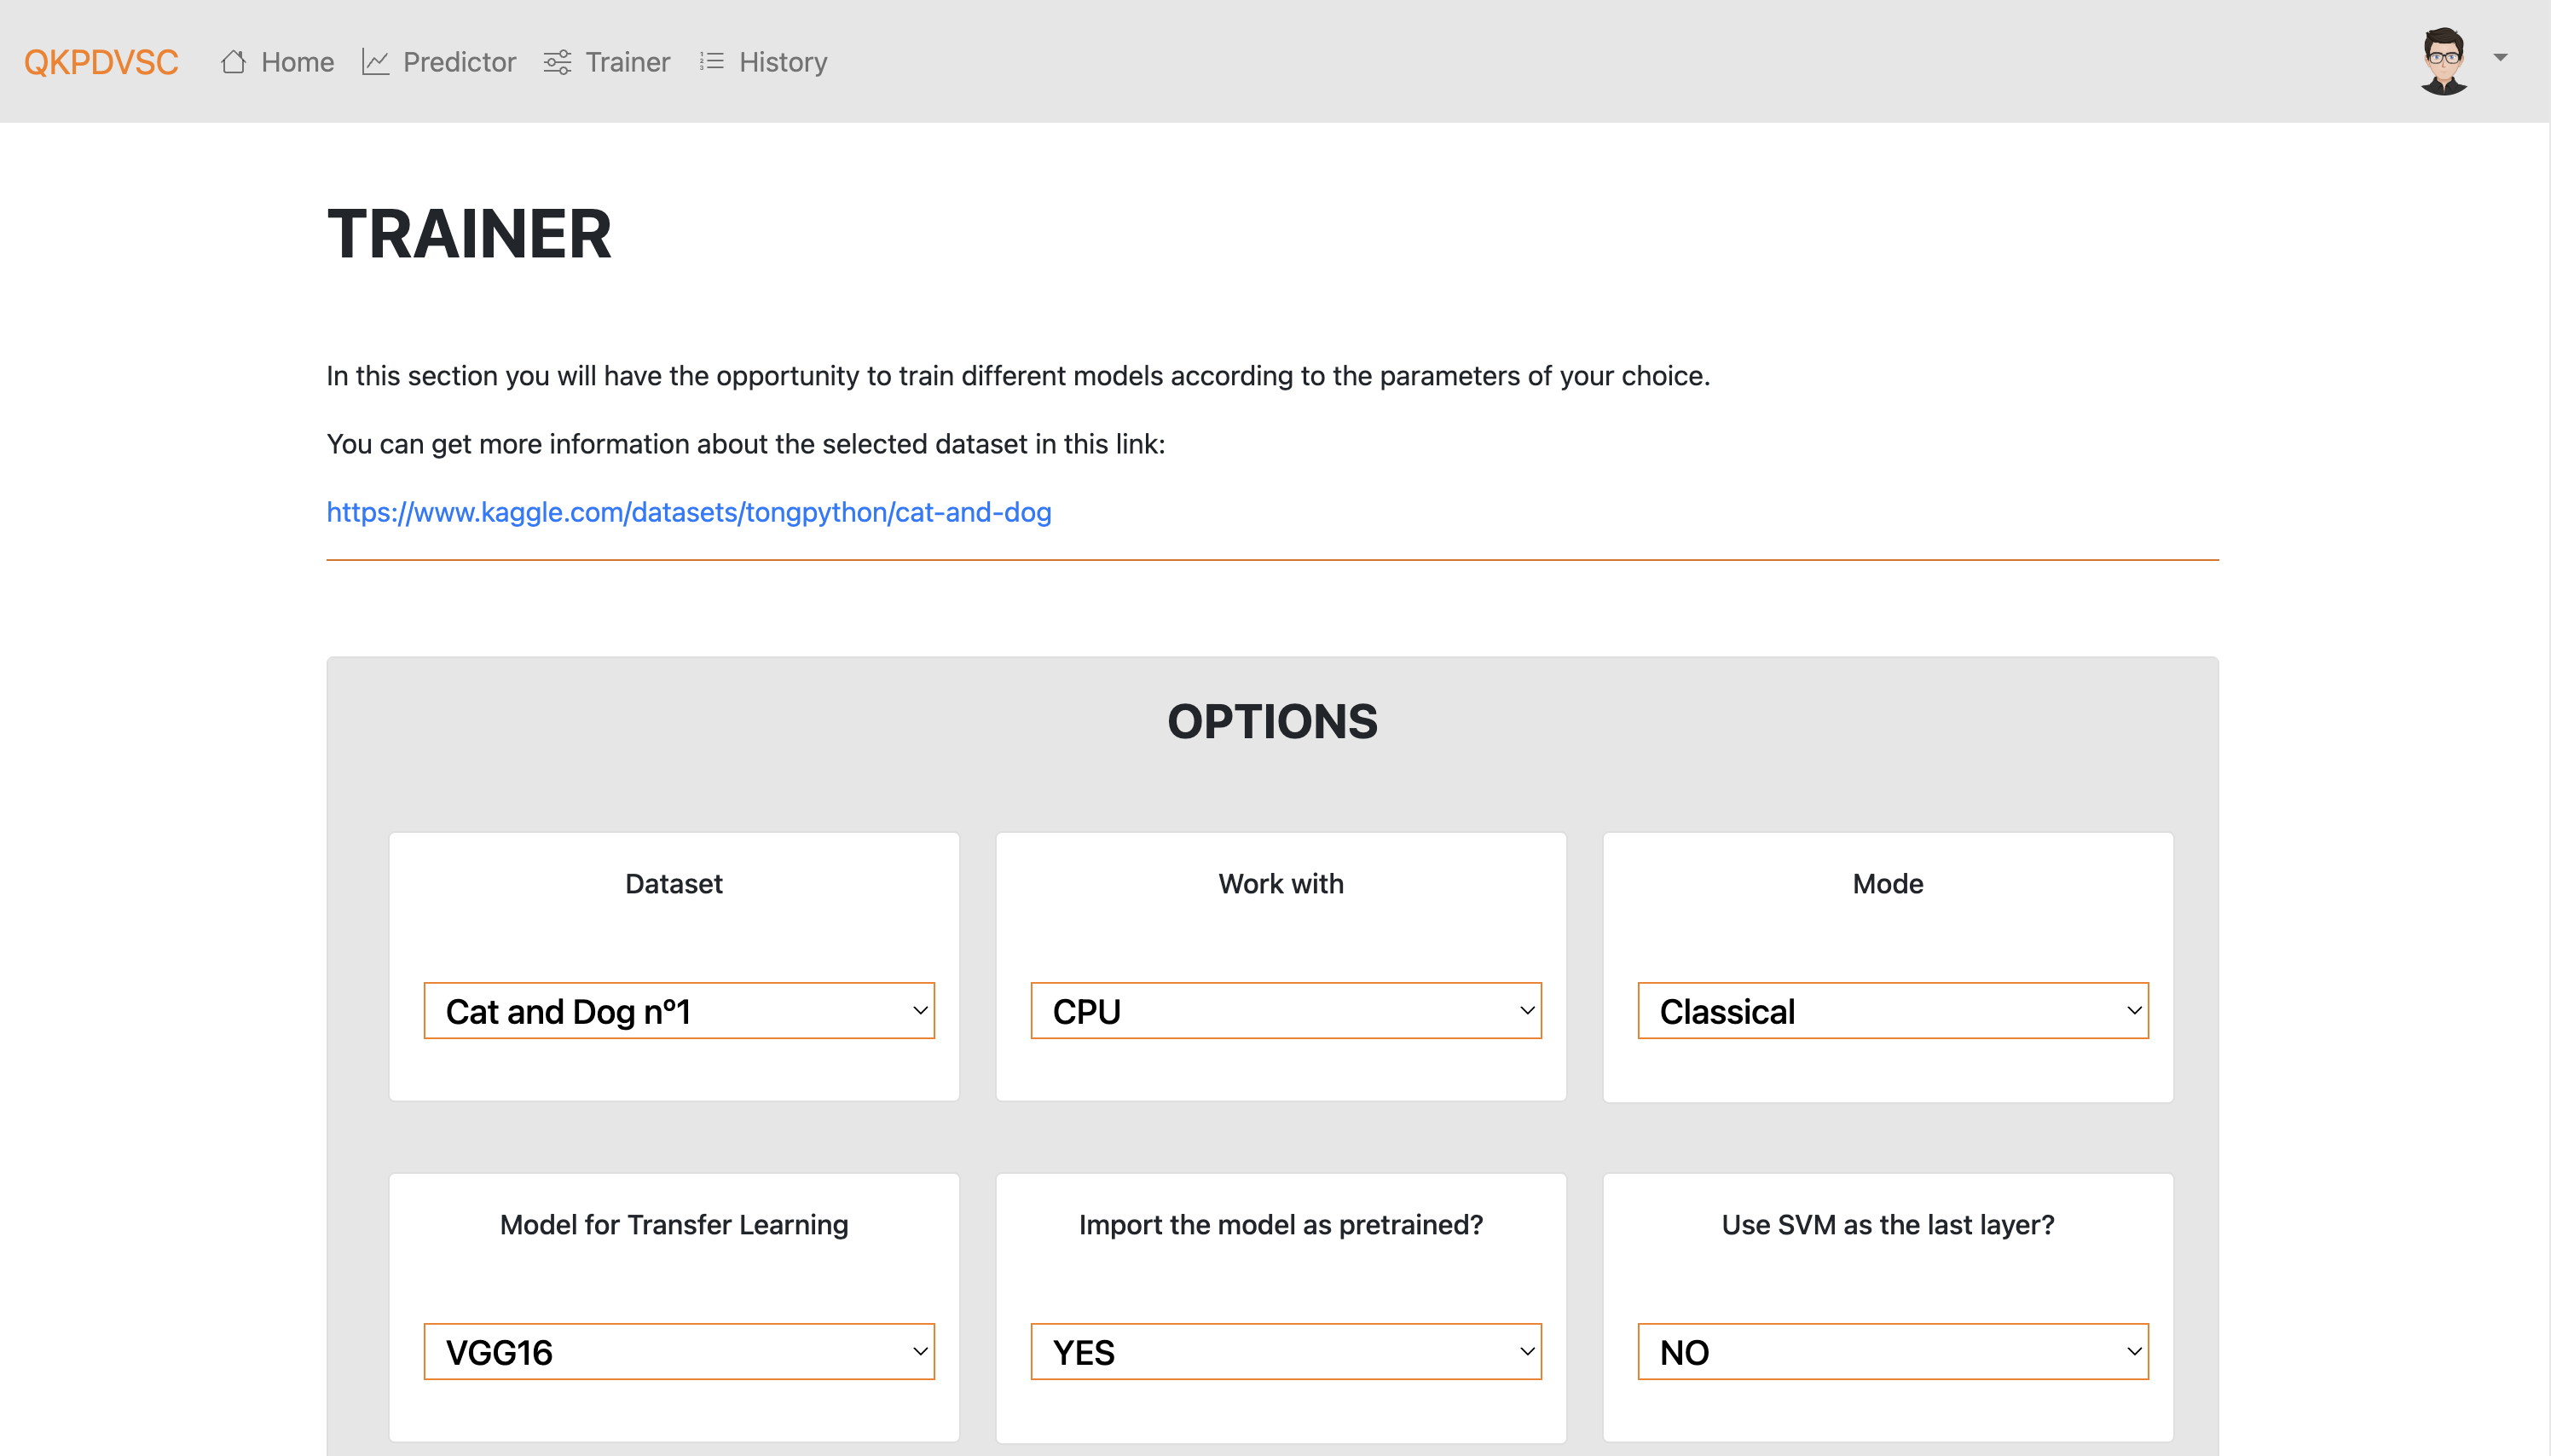 QKPDVSC Home Predictor Trainer History
TRAINER
In this section you will have the opportunity to train different models according to the parameters of your choice.
You can get more information about the selected dataset in this link:
https://www.kaggle.com/datasets/tongpython/cat-and-dog
OPTIONS
Dataset Work with Mode
Cat and Dog nº1 CPU Classical
Model for Transfer Learning Import the model as pretrained? Use SVM as the last layer?
VGG16 YES NO